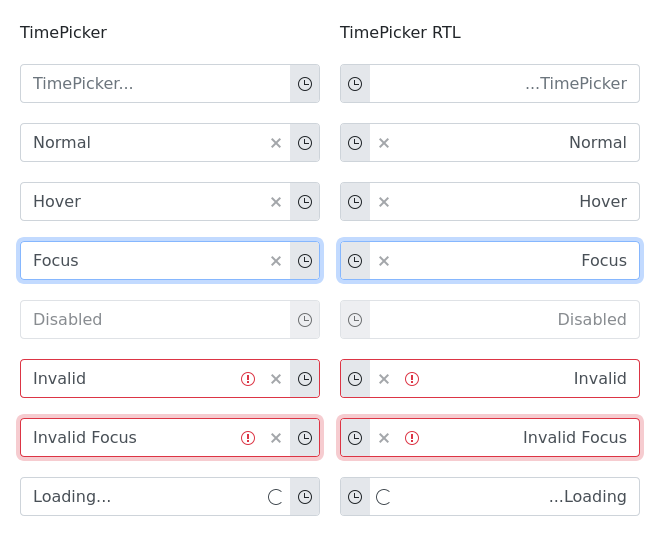 TimePicker
TimePicker RTL
TimePicker...
...TimePicker
Normal
Normal
Hover
Hover
Focus
Focus
Disabled
Disabled
Invalid
Invalid
Invalid Focus
Invalid Focus
Loading...
...Loading